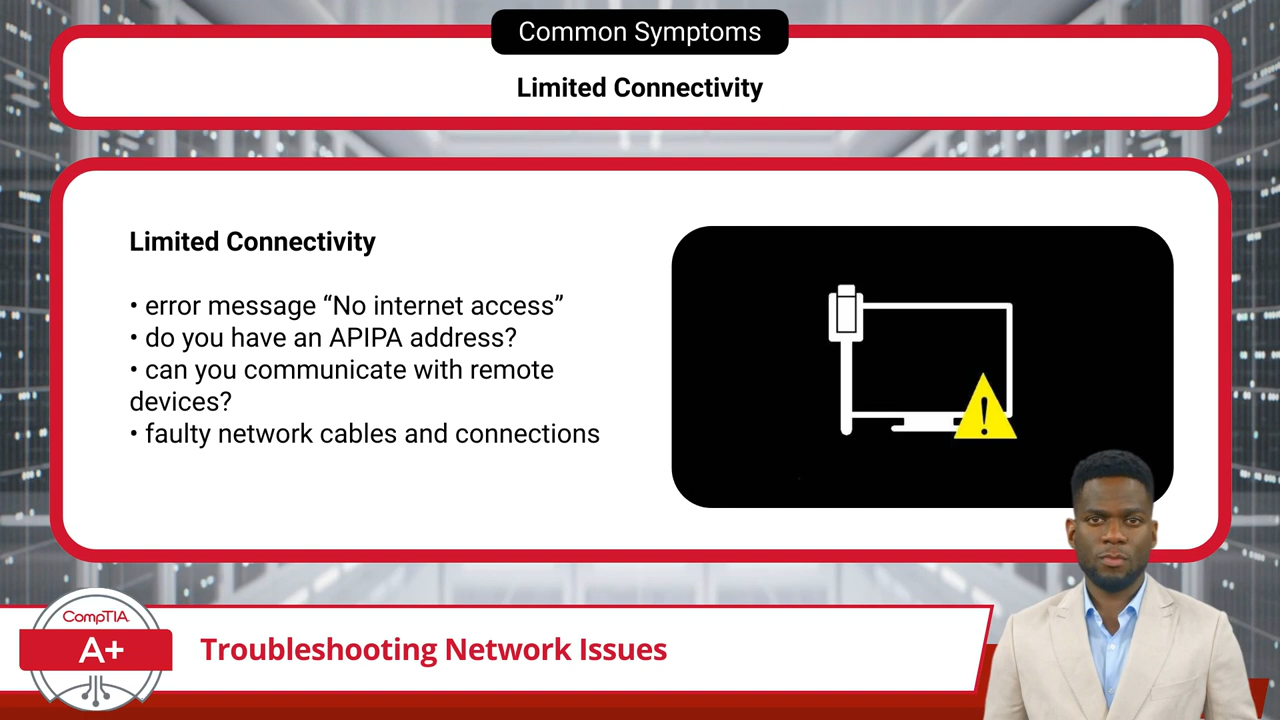 Common Symptoms
Limited Connectivity
Limited Connectivity
• error message “No internet access”
• do you have an APIPA address?
• can you communicate with remote
devices?
• faulty network cables and connections
!
CompTIA.
A+
Troubleshooting Network Issues